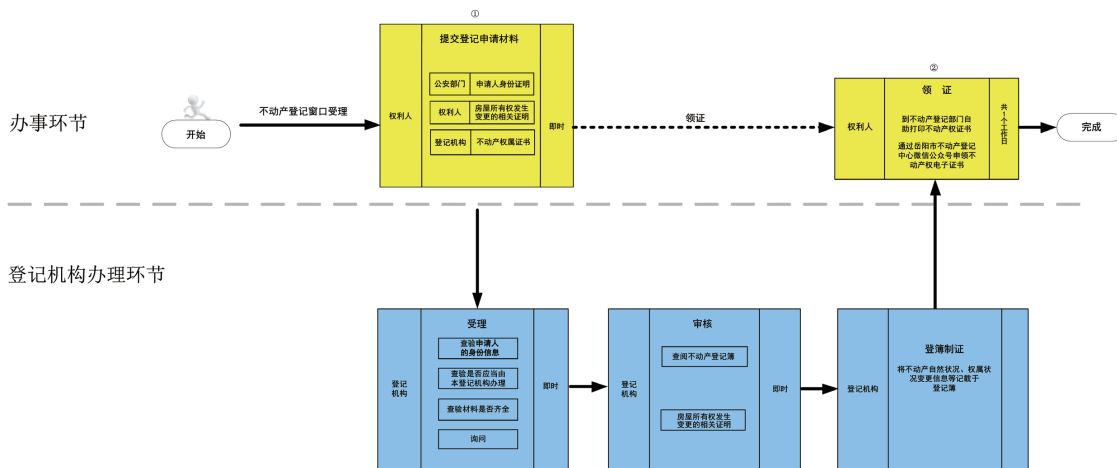 ①
提交登记申请材料
公安部门
申请人身份证明
不动产登记窗口受理
权利人
权利人
房屋所有权发生
变更的相关证明
登记机构
不动产权属证书
即时
办事环节
开始
领证
②
领 证
权利人
到不动产登记部门自
助打印不动产权证书
通过岳阳市不动产登记
中心微信公众号申领不
动产权电子证书
共1个工作日
完成
登记机构办理环节
受理
登记
机构
查验申请人
的身份信息
查验是否应当由
本登记机构办理
查验材料是否齐全
询问
即时
审核
登记
机构
查阅不动产登记簿
房屋所有权发生
变更的相关证明
即时
登簿制证
登记机构
将不动产自然状况、权属状
况变更信息等记载于
登记簿